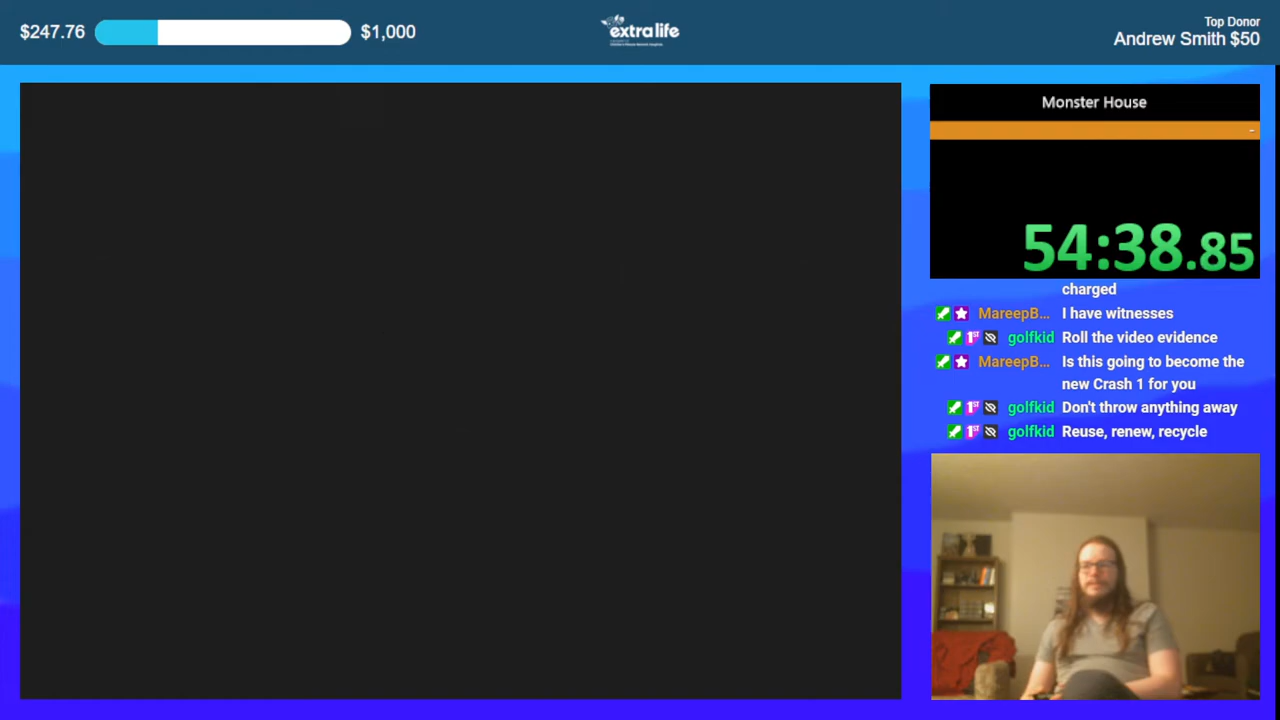 $247.76
$1,000
extralife
Top Donor
Andrew Smith $50
Monster House
-
54:38.85
charged
MareepB... I have witnesses
golfkid Roll the video evidence
MareepB... Is this going to become the
new Crash 1 for you
golfkid Don't throw anything away
golfkid Reuse, renew, recycle